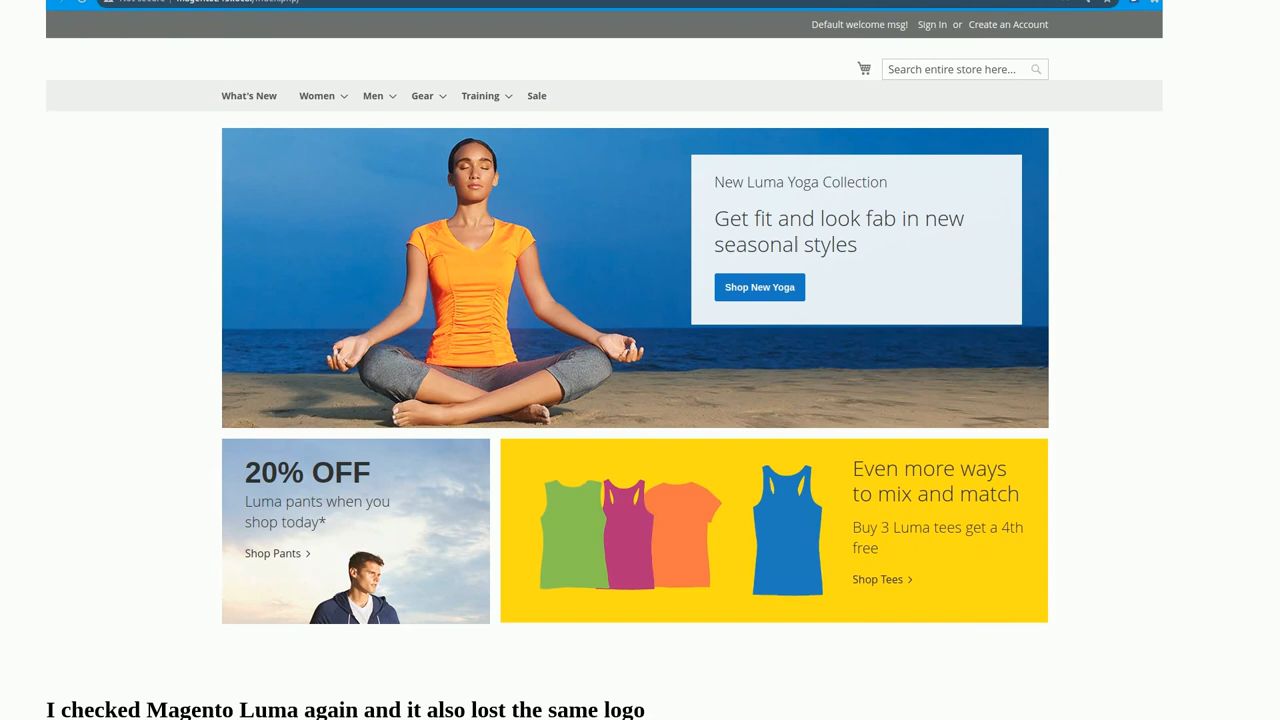 Default welcome msg! Sign In or Create an Account
Search entire store here...
What's New Women Men Gear Training Sale
New Luma Yoga Collection
Get fit and look fab in new
seasonal styles
Shop New Yoga
20% OFF
Luma pants when you
shop today*
Shop Pants
Even more ways
to mix and match
Buy 3 Luma tees get a 4th
free
Shop Tees
I checked Magento Luma again and it also lost the same logo